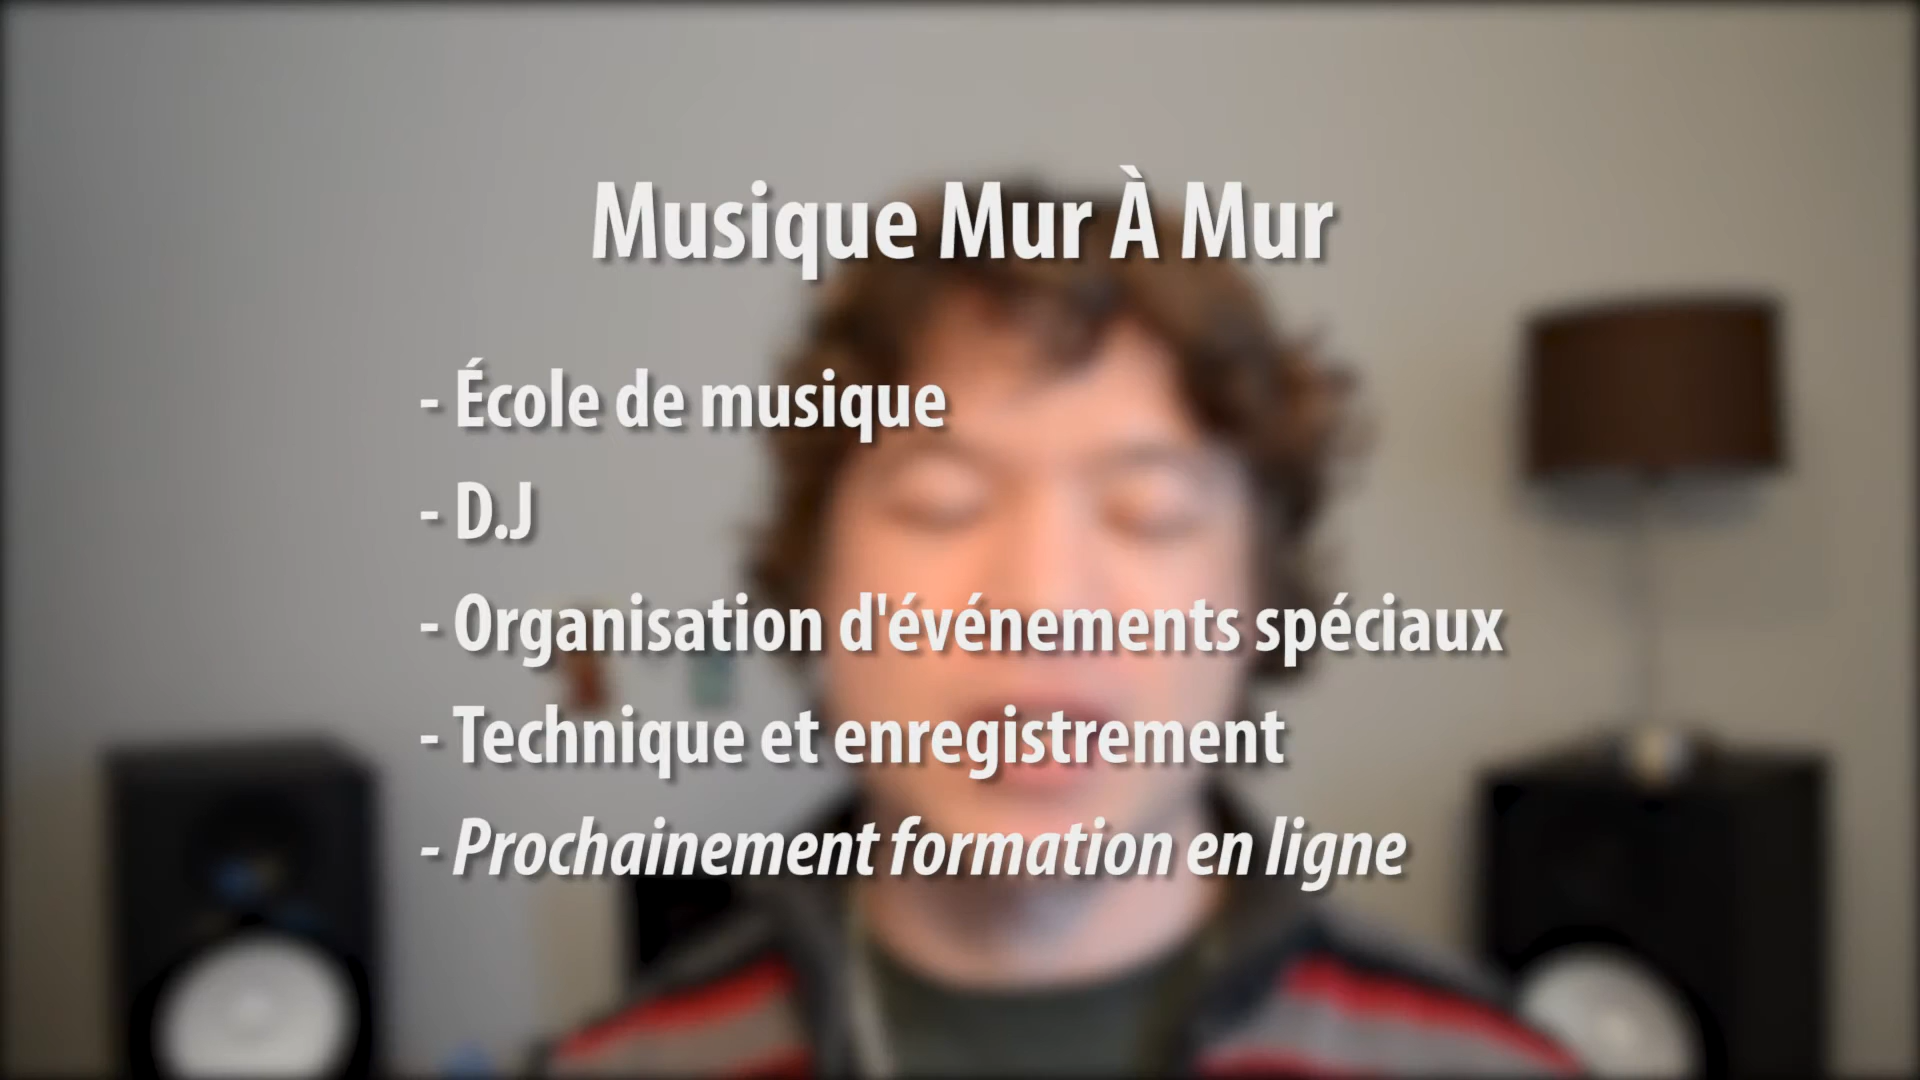 Musique Mur À Mur
- École de musique
- D.J
- Organisation d'événements spéciaux
- Technique et enregistrement
- Prochainement formation en ligne